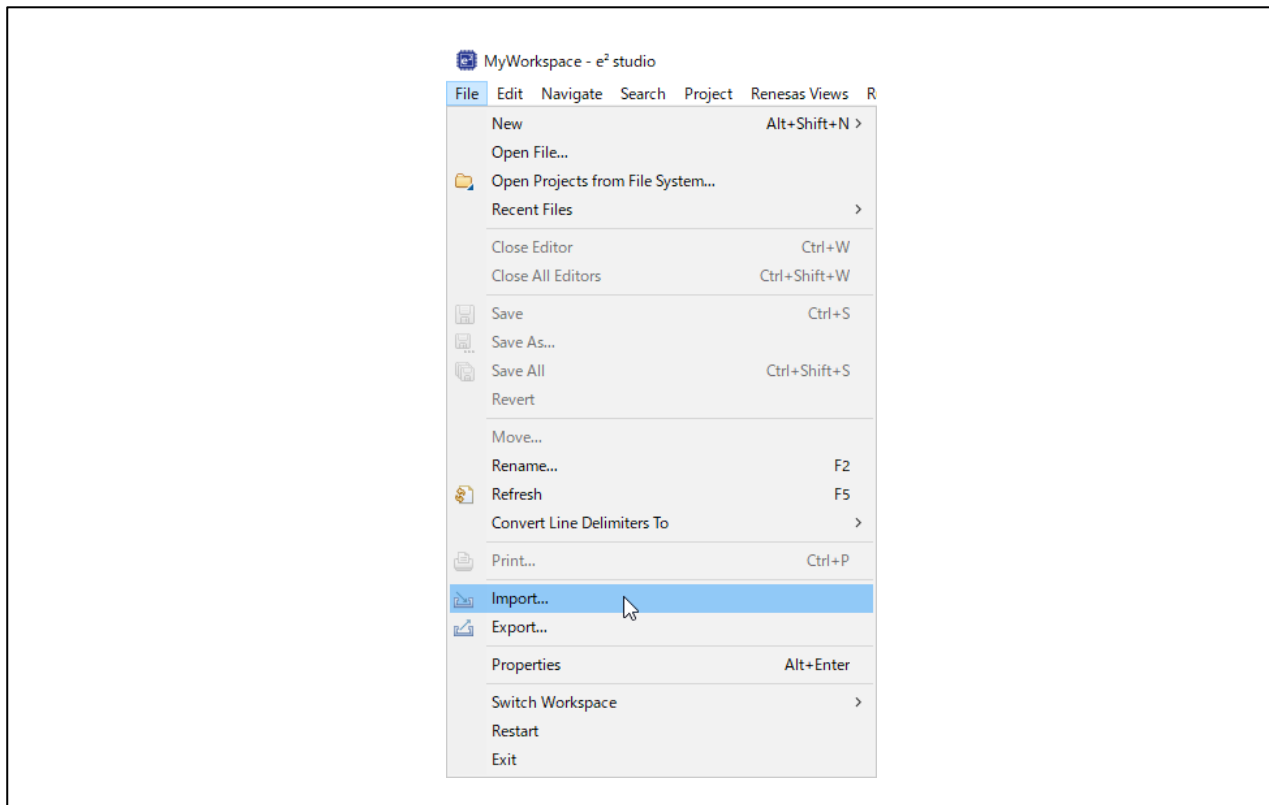 MyWorkspace - e² studio
File Edit Navigate Search Project Renesas Views R
New Alt+Shift+N >
Open File...
Open Projects from File System...
Recent Files >
Close Editor Ctrl+W
Close All Editors Ctrl+Shift+W
Save Ctrl+S
Save As...
Save All Ctrl+Shift+S
Revert
Move...
Rename... F2
Refresh F5
Convert Line Delimiters To >
Print... Ctrl+P
Import...
Export...
Properties Alt+Enter
Switch Workspace >
Restart
Exit